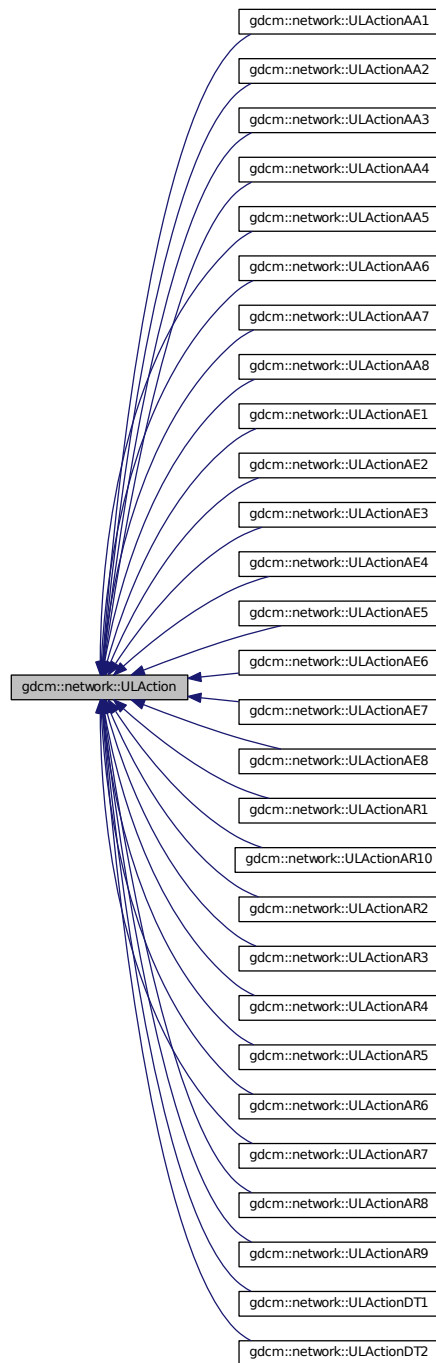 gdcm::network::ULActionAA1
gdcm::network::ULActionAA2
gdcm::network::ULActionAA3
gdcm::network::ULActionAA4
gdcm::network::ULActionAA5
gdcm::network::ULActionAA6
gdcm::network::ULActionAA7
gdcm::network::ULActionAA8
gdcm::network::ULActionAE1
gdcm::network::ULActionAE2
gdcm::network::ULActionAE3
gdcm::network::ULActionAE4
gdcm::network::ULActionAE5
gdcm::network::ULActionAE6
gdcm::network::ULAction
gdcm::network::ULActionAE7
gdcm::network::ULActionAE8
gdcm::network::ULActionAR1
gdcm::network::ULActionAR10
gdcm::network::ULActionAR2
gdcm::network::ULActionAR3
gdcm::network::ULActionAR4
gdcm::network::ULActionAR5
gdcm::network::ULActionAR6
gdcm::network::ULActionAR7
gdcm::network::ULActionAR8
gdcm::network::ULActionAR9
gdcm::network::ULActionDT1
gdcm::network::ULActionDT2